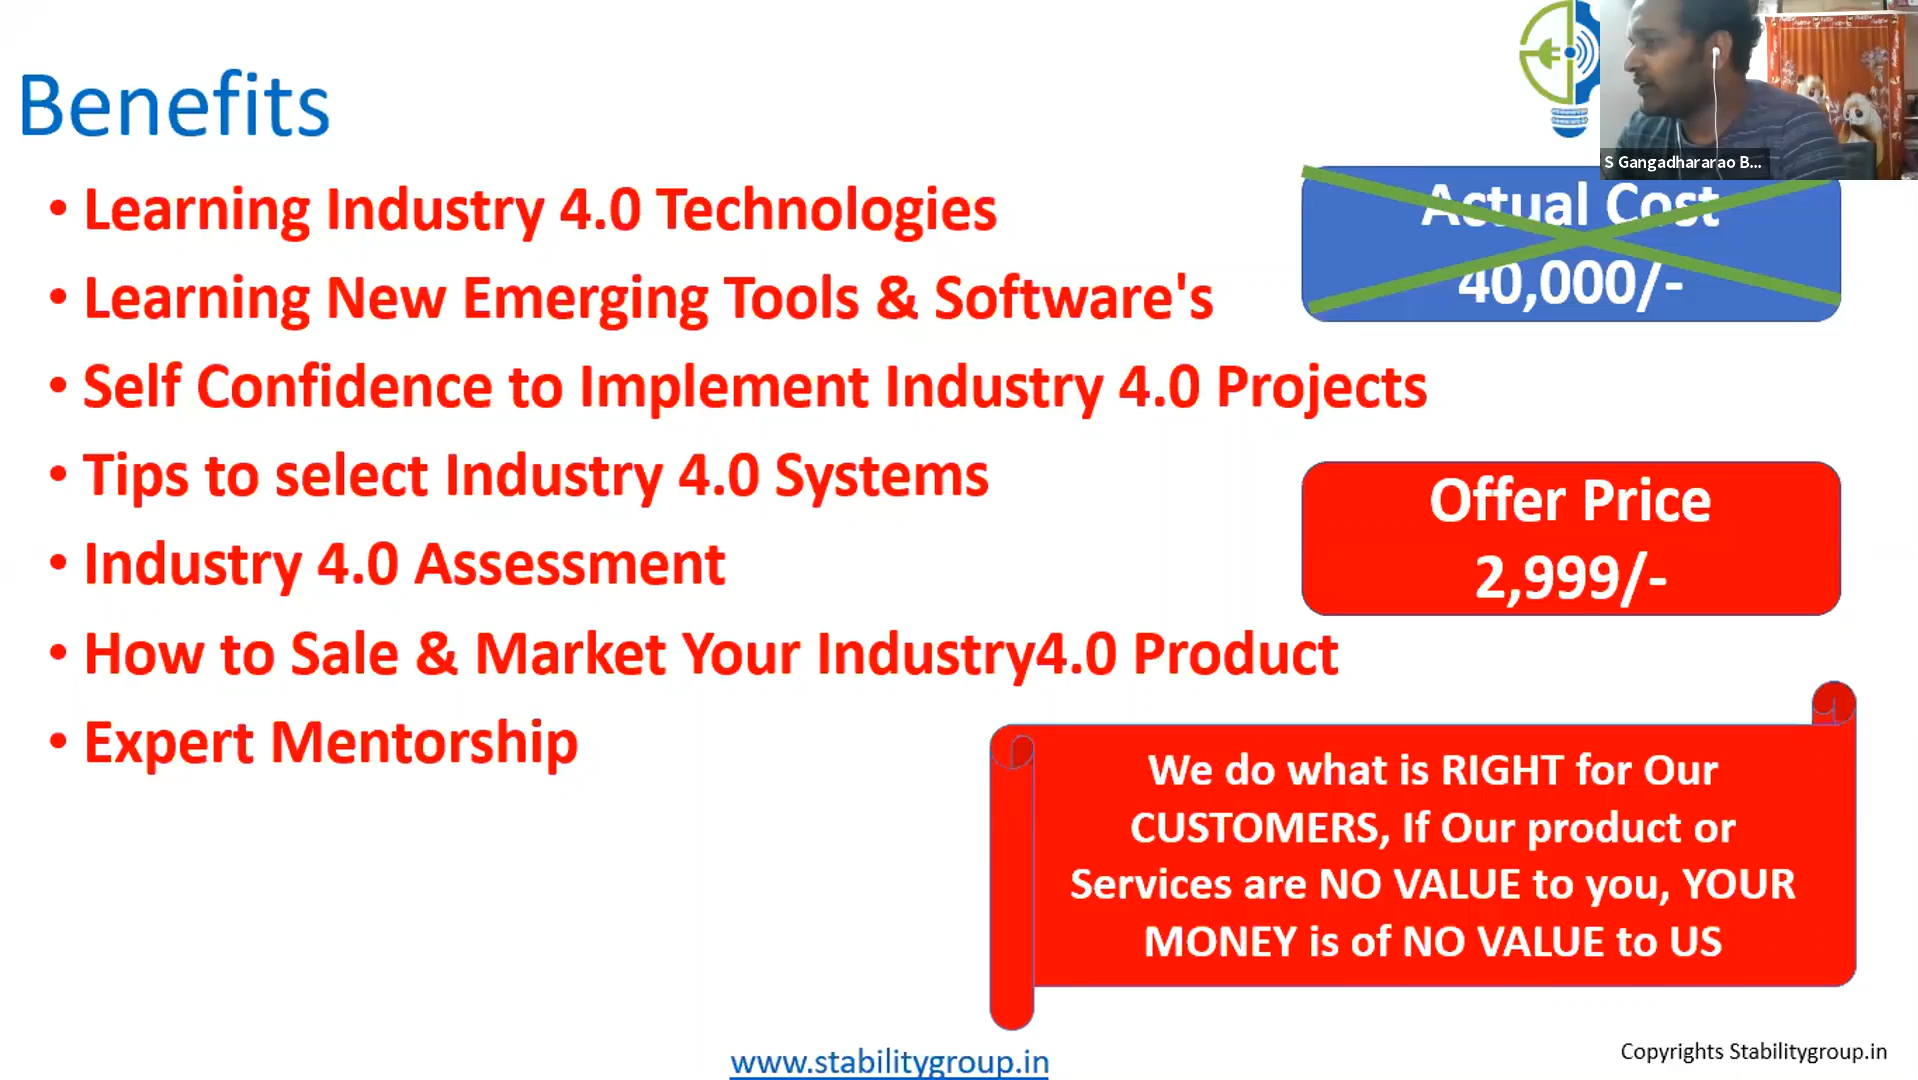 Benefits
• Learning Industry 4.0 Technologies
• Learning New Emerging Tools & Software's
• Self Confidence to Implement Industry 4.0 Projects
• Tips to select Industry 4.0 Systems
• Industry 4.0 Assessment
• How to Sale & Market Your Industry4.0 Product
• Expert Mentorship
S Gangadhararao B...
Actual Cost
40,000/-
Offer Price
2,999/-
We do what is RIGHT for Our
CUSTOMERS, If Our product or
Services are NO VALUE to you, YOUR
MONEY is of NO VALUE to US
www.stabilitygroup.in
Copyrights Stabilitygroup.in